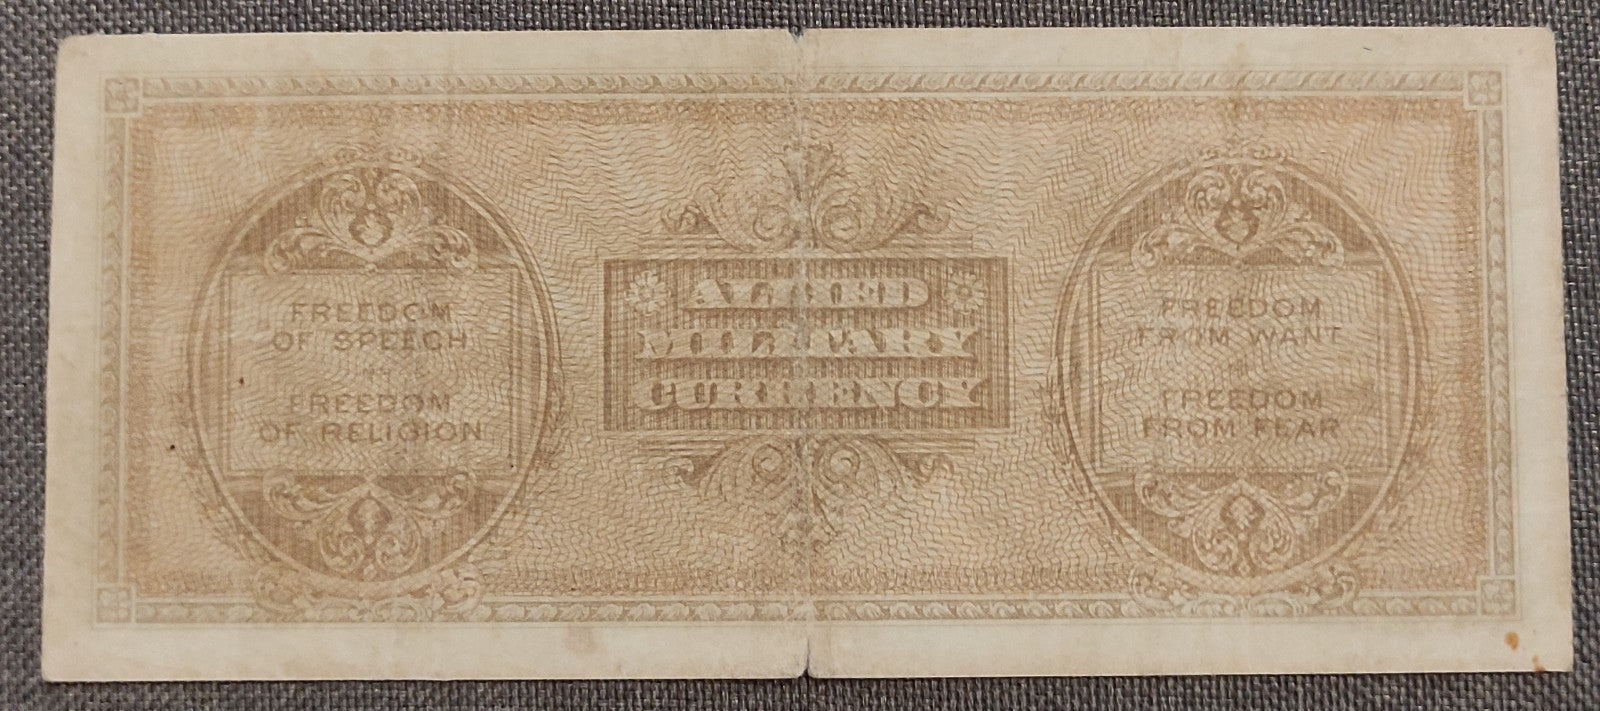 FREEDOM
OF SPEECH
FREEDOM
OF RELIGION
ALLIED
MILITARY
CURRENCY
FREEDOM
FROM WANT
FREEDOM
FROM FEAR